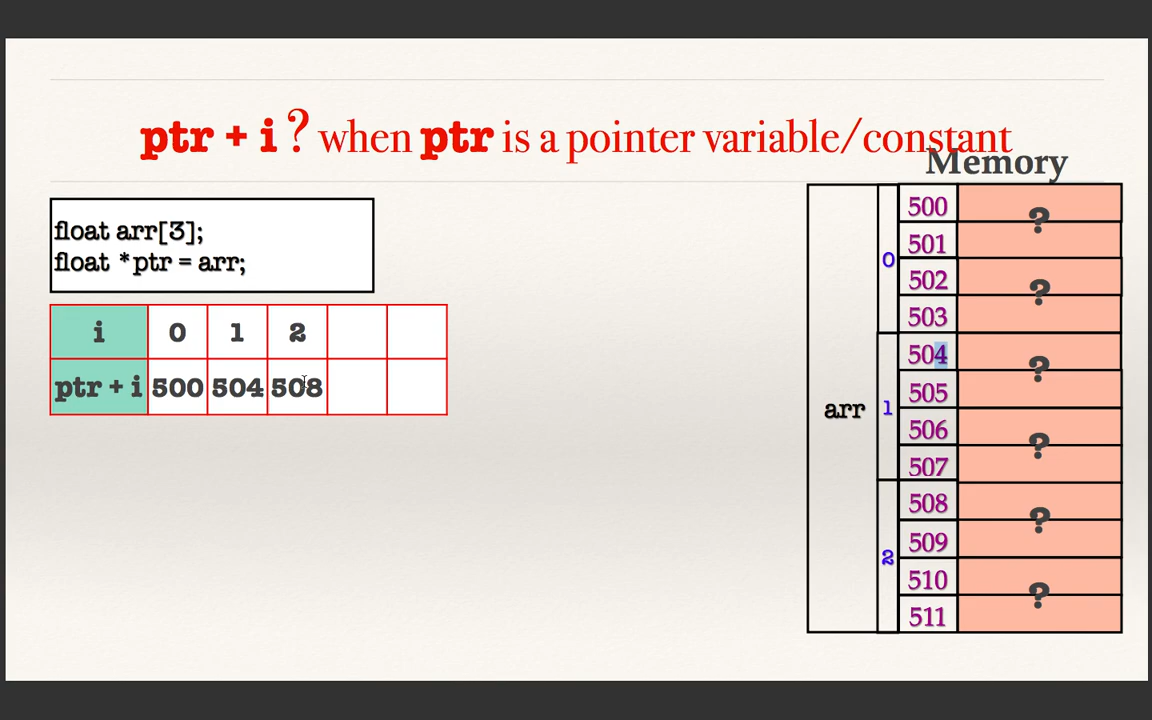 ptr + i ? when ptr is a pointer variable/constant
Memory
float arr[3];
float *ptr = arr;
i 0 1 2
ptr + i 500 504 508
arr
0
1
2
500 ?
501
502 ?
503
504 ?
505
506 ?
507
508 ?
509
510 ?
511